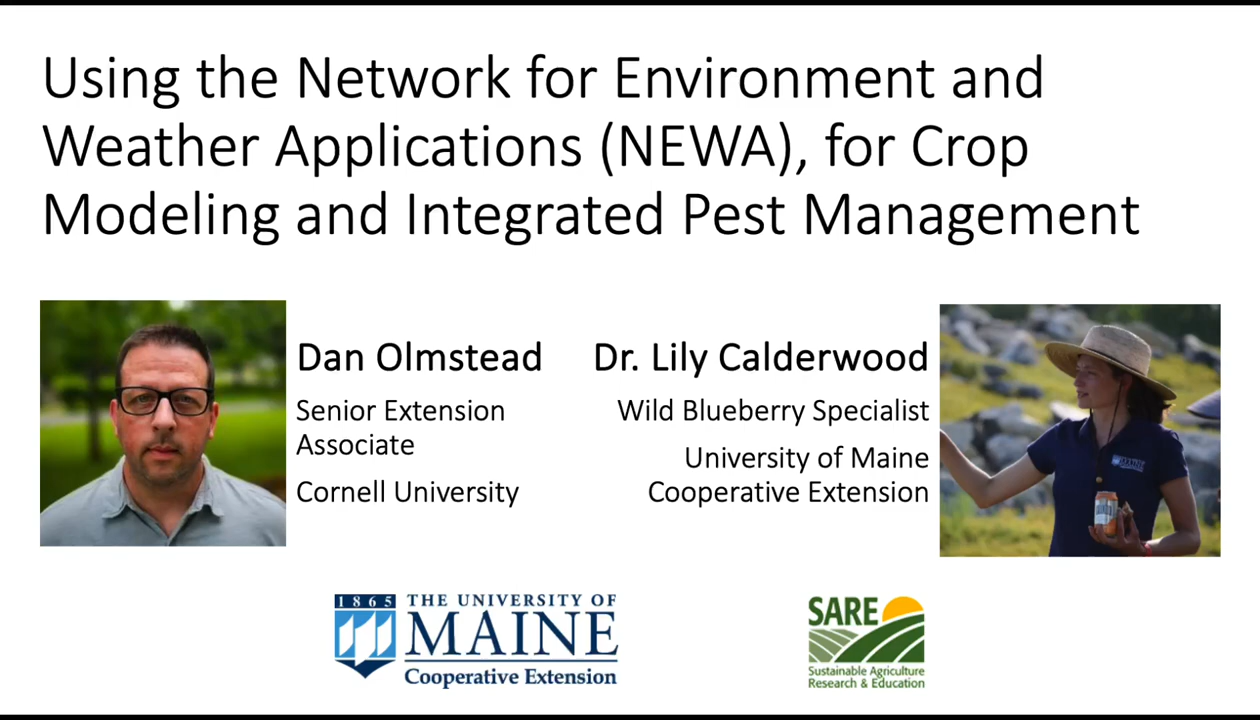 Using the Network for Environment and
Weather Applications (NEWA), for Crop
Modeling and Integrated Pest Management
Dan Olmstead
Senior Extension
Associate
Cornell University
Dr. Lily Calderwood
Wild Blueberry Specialist
University of Maine
Cooperative Extension
MAINE
1865
THE UNIVERSITY OF
MAINE
Cooperative Extension
SARE
Sustainable Agriculture
Research & Education